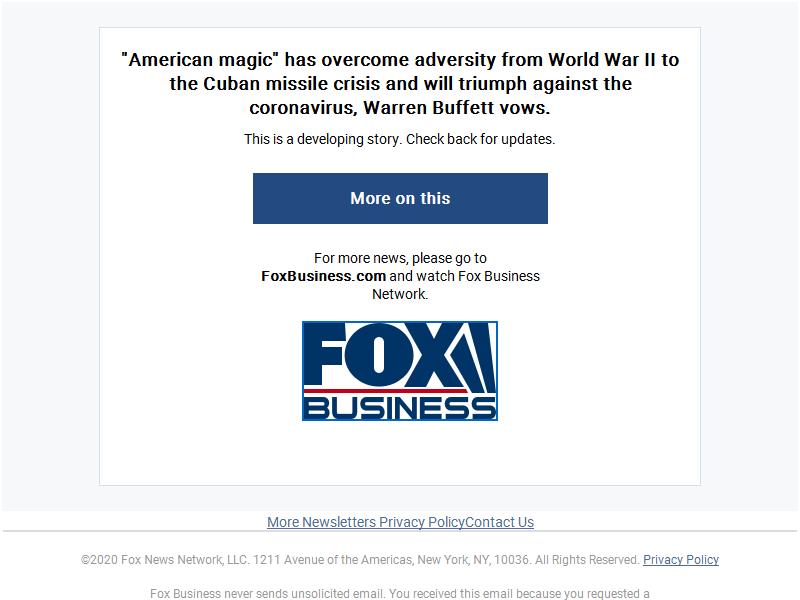 "American magic" has overcome adversity from World War II to
the Cuban missile crisis and will triumph against the
coronavirus, Warren Buffett vows.
This is a developing story. Check back for updates.
More on this
For more news, please go to
FoxBusiness.com and watch Fox Business
Network.
FOX
BUSINESS
More Newsletters Privacy PolicyContact Us
©2020 Fox News Network, LLC. 1211 Avenue of the Americas, New York, NY, 10036. All Rights Reserved. Privacy Policy
Fox Business never sends unsolicited email. You received this email because you requested a